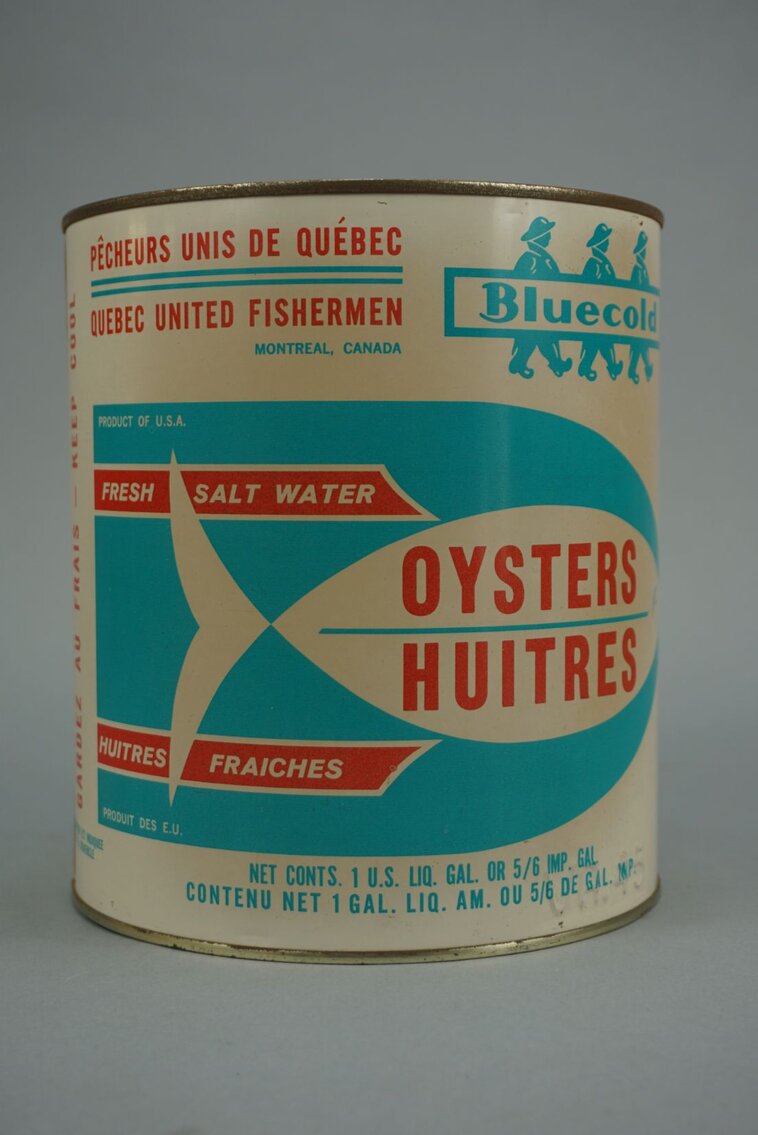 PÊCHEURS UNIS DE QUÉBEC
QUEBEC UNITED FISHERMEN
MONTREAL, CANADA
Bluecold
GARDEZ AU FRAIS — KEEP COOL
PRODUCT OF U.S.A.
FRESH SALT WATER
OYSTERS
HUITRES
HUITRES FRAICHES
PRODUIT DES E.U.
NET CONTS. 1 U.S. LIQ. GAL. OR 5/6 IMP. GAL.
CONTENU NET 1 GAL. LIQ. AM. OU 5/6 DE GAL. IMP.